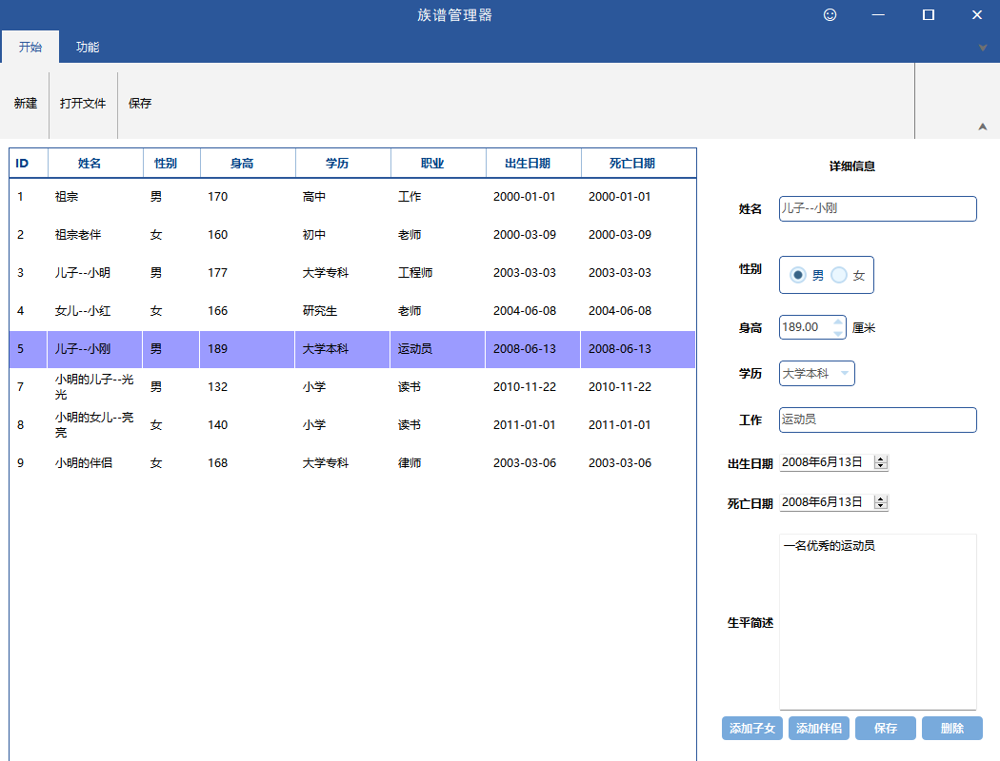 族谱管理器
开始 功能
新建 打开文件 保存
ID 姓名 性别 身高 学历 职业 出生日期 死亡日期
1 祖宗 男 170 高中 工作 2000-01-01 2000-01-01
2 祖宗老伴 女 160 初中 老师 2000-03-09 2000-03-09
3 儿子--小明 男 177 大学专科 工程师 2003-03-03 2003-03-03
4 女儿--小红 女 166 研究生 老师 2004-06-08 2004-06-08
5 儿子--小刚 男 189 大学本科 运动员 2008-06-13 2008-06-13
7 小明的儿子--光
光 男 132 小学 读书 2010-11-22 2010-11-22
8 小明的女儿--亮
亮 女 140 小学 读书 2011-01-01 2011-01-01
9 小明的伴侣 女 168 大学专科 律师 2003-03-06 2003-03-06
详细信息
姓名 儿子--小刚
性别 男 女
身高 189.00 厘米
学历 大学本科
工作 运动员
出生日期 2008年6月13日
死亡日期 2008年6月13日
一名优秀的运动员
生平简述
添加子女 添加伴侣 保存 删除